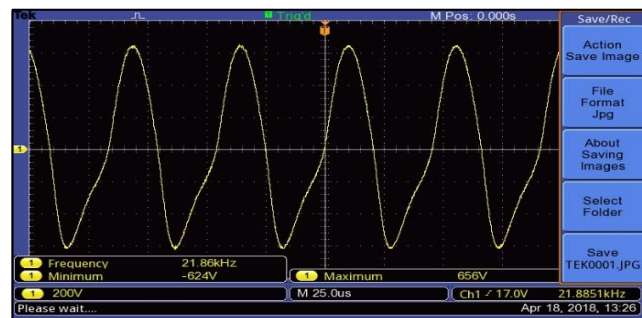 Tek
Trig'd
M Pos: 0.000s
Save/Rec
T
Action
Save Image
File
Format
Jpg
About
Saving
Images
Select
Folder
Save
TEK0001.JPG
1
1 Frequency 21.86kHz
1 Minimum -624V
1 Maximum 656V
1 200V
M 25.0us
Ch1 17.0V 21.8851kHz
Please wait....
Apr 18, 2018, 13:26